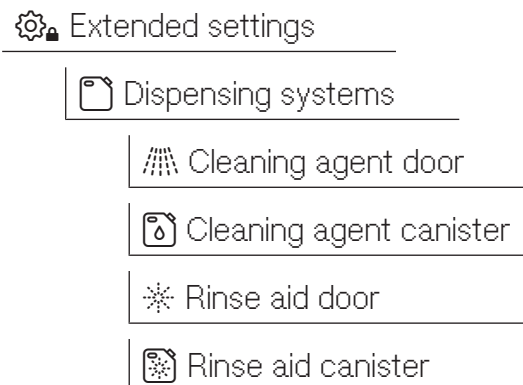 Extended settings
Dispensing systems
Cleaning agent door
Cleaning agent canister
Rinse aid door
Rinse aid canister